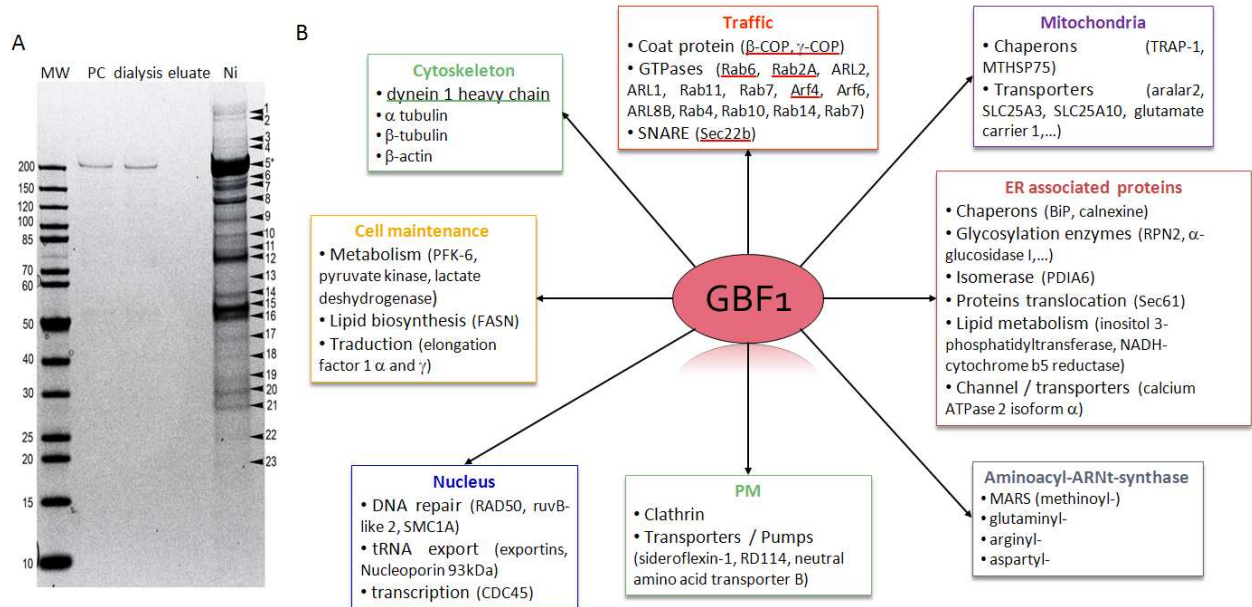 A
MW PC dialysis eluate Ni
200
150
120
100
85
70
60
50
40
30
25
20
15
10
1
2
3
4
5*
6
7
8
9
10
11
12
13
14
15
16
17
18
19
20
21
22
23
B
Cytoskeleton
• dynein 1 heavy chain
• α tubulin
• β-tubulin
• β-actin
Traffic
• Coat protein (β-COP, γ-COP)
• GTPases (Rab6, Rab2A, ARL2,
ARL1, Rab11, Rab7, Arf4, Arf6,
ARL8B, Rab4, Rab10, Rab14, Rab7)
• SNARE (Sec22b)
Mitochondria
• Chaperons (TRAP-1,
MTHSP75)
• Transporters (aralar2,
SLC25A3, SLC25A10, glutamate
carrier 1,...)
Cell maintenance
• Metabolism (PFK-6,
pyruvate kinase, lactate
deshydrogenase)
• Lipid biosynthesis (FASN)
• Traduction (elongation
factor 1 α and γ)
GBF1
ER associated proteins
• Chaperons (BiP, calnexine)
• Glycosylation enzymes (RPN2, α-
glucosidase I,...)
• Isomerase (PDIA6)
• Proteins translocation (Sec61)
• Lipid metabolism (inositol 3-
phosphatidyltransferase, NADH-
cytochrome b5 reductase)
• Channel / transporters (calcium
ATPase 2 isoform α)
Nucleus
• DNA repair (RAD50, ruvB-
like 2, SMC1A)
• tRNA export (exportins,
Nucleoporin 93kDa)
• transcription (CDC45)
PM
• Clathrin
• Transporters / Pumps
(sideroflexin-1, RD114, neutral
amino acid transporter B)
Aminoacyl-ARNt-synthase
• MARS (methinoyl-)
• glutaminyl-
• arginyl-
• aspartyl-